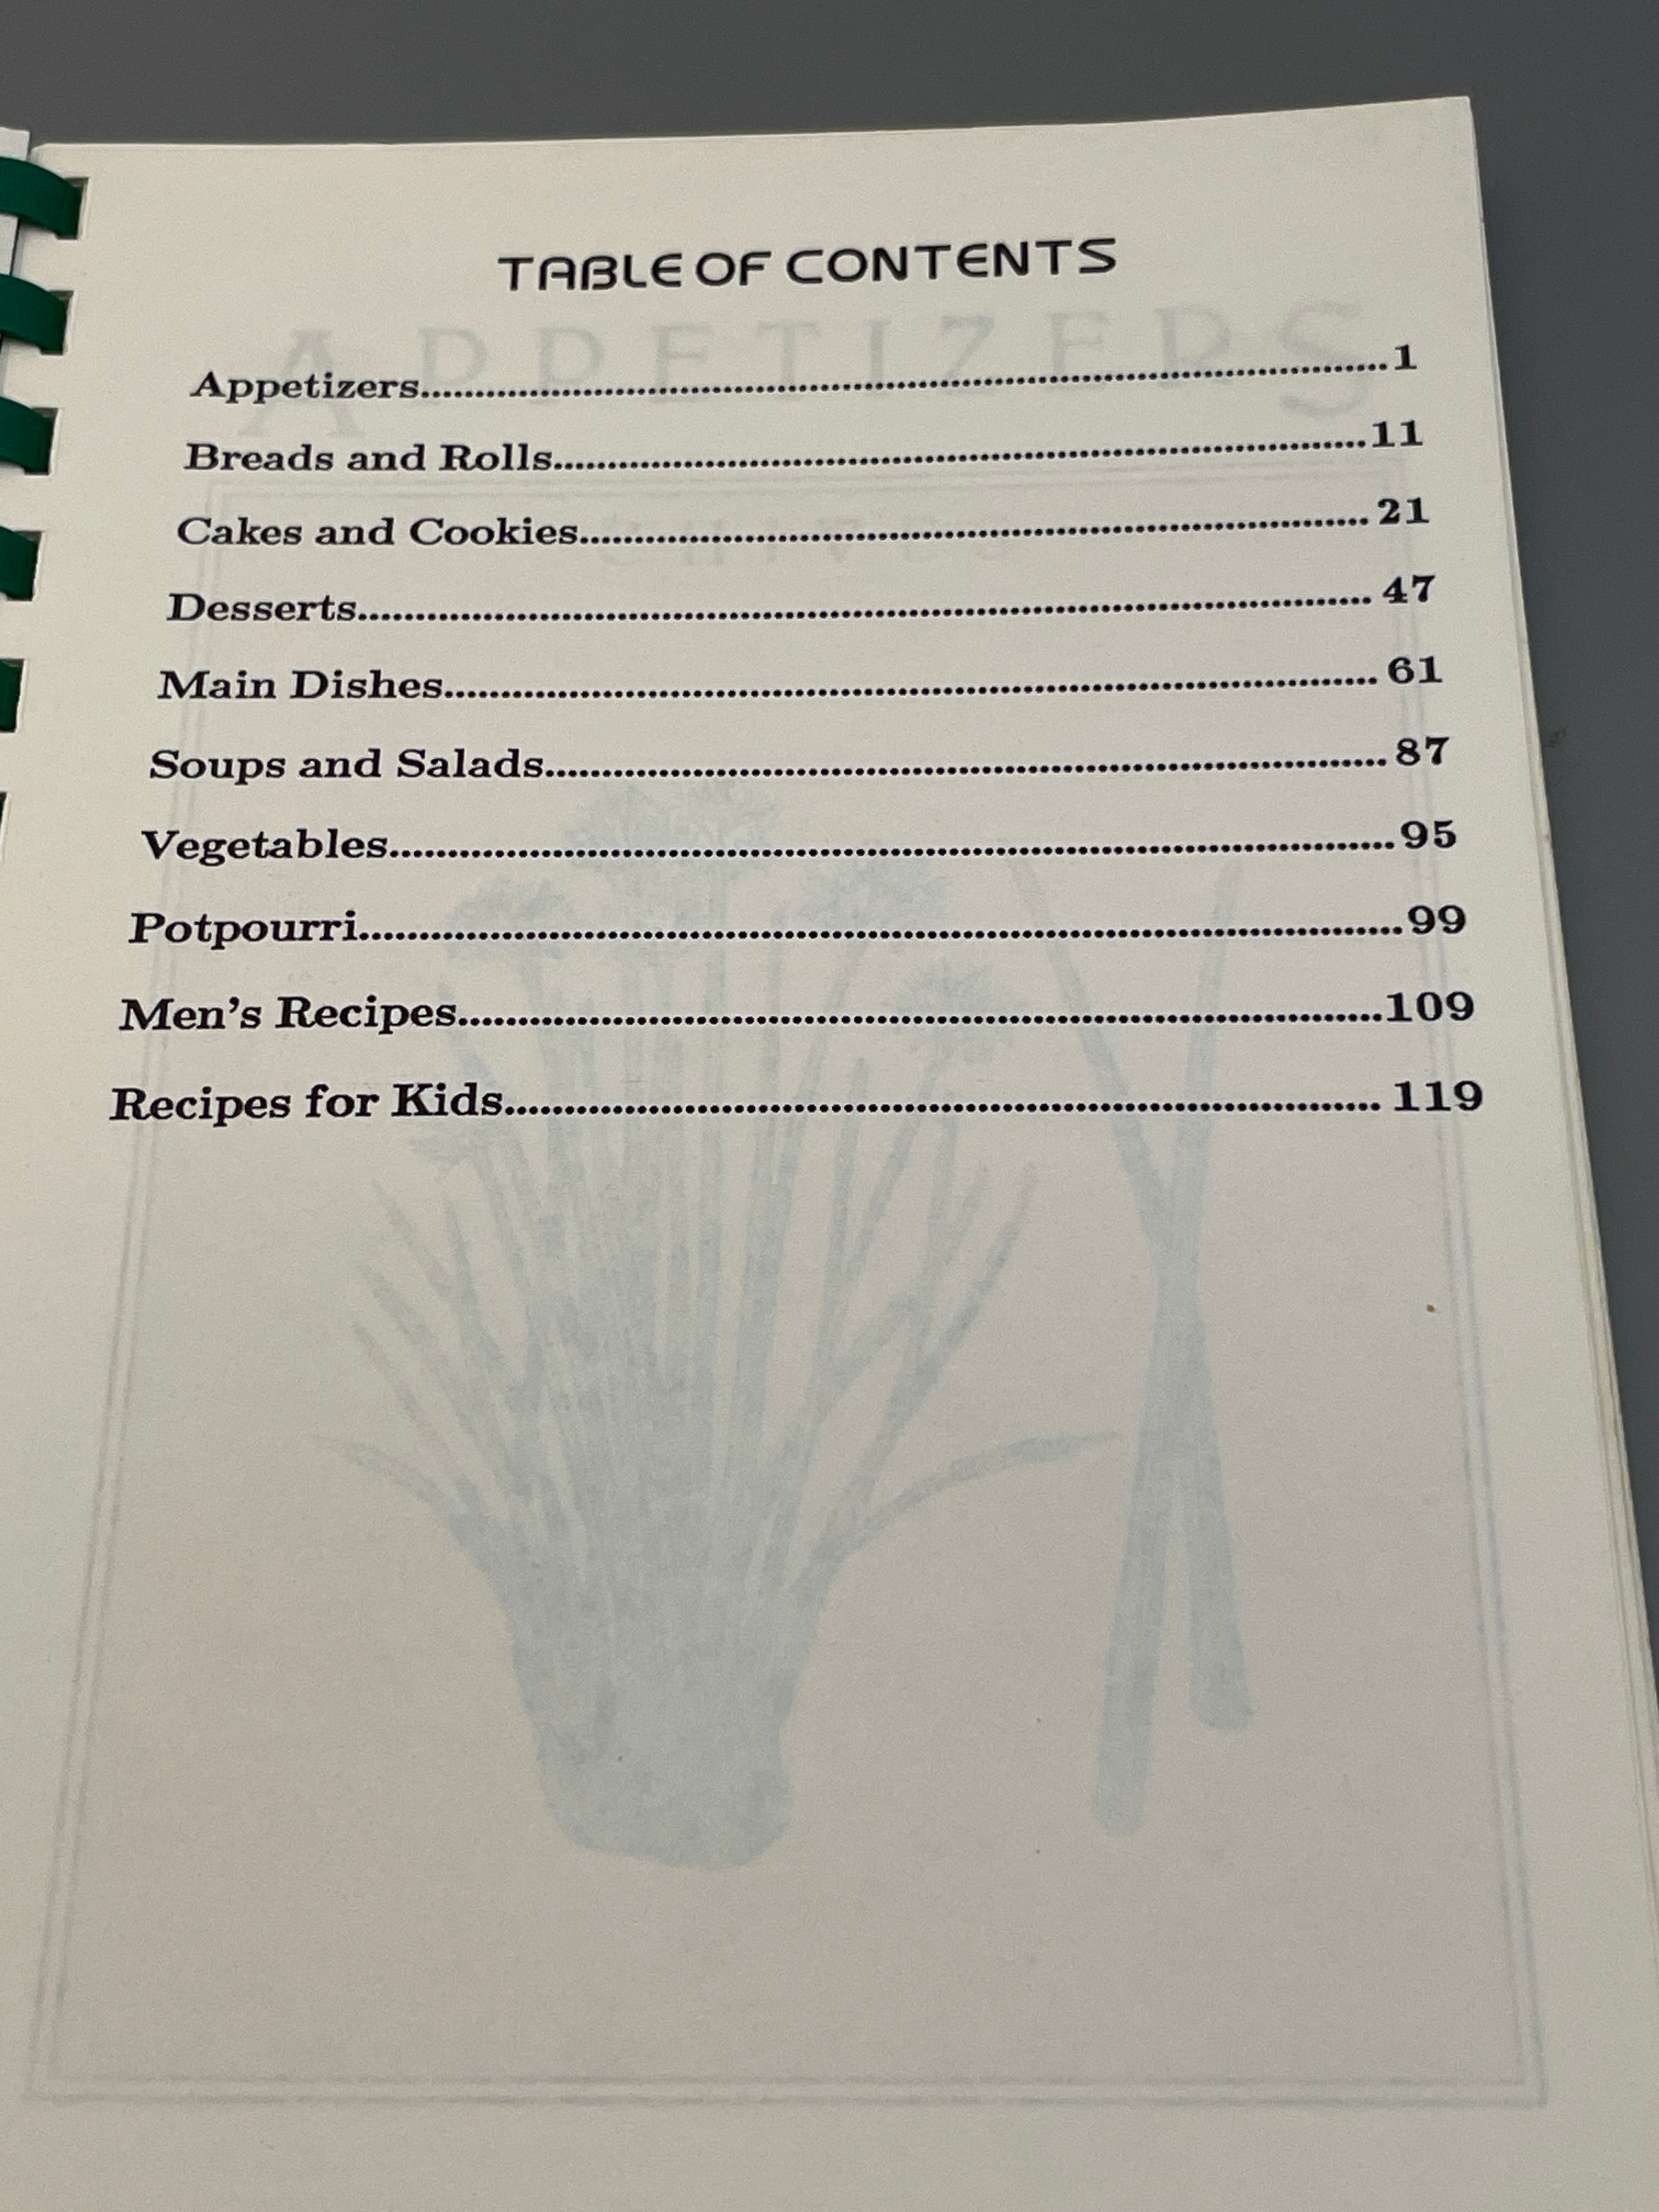 TABLE OF CONTENTS
APPETIZERS
Appetizers........................................................................1
Breads and Rolls........................................................................11
Cakes and Cookies........................................................................21
Desserts........................................................................47
Main Dishes........................................................................61
Soups and Salads........................................................................87
Vegetables........................................................................95
Potpourri........................................................................99
Men's Recipes........................................................................109
Recipes for Kids........................................................................119